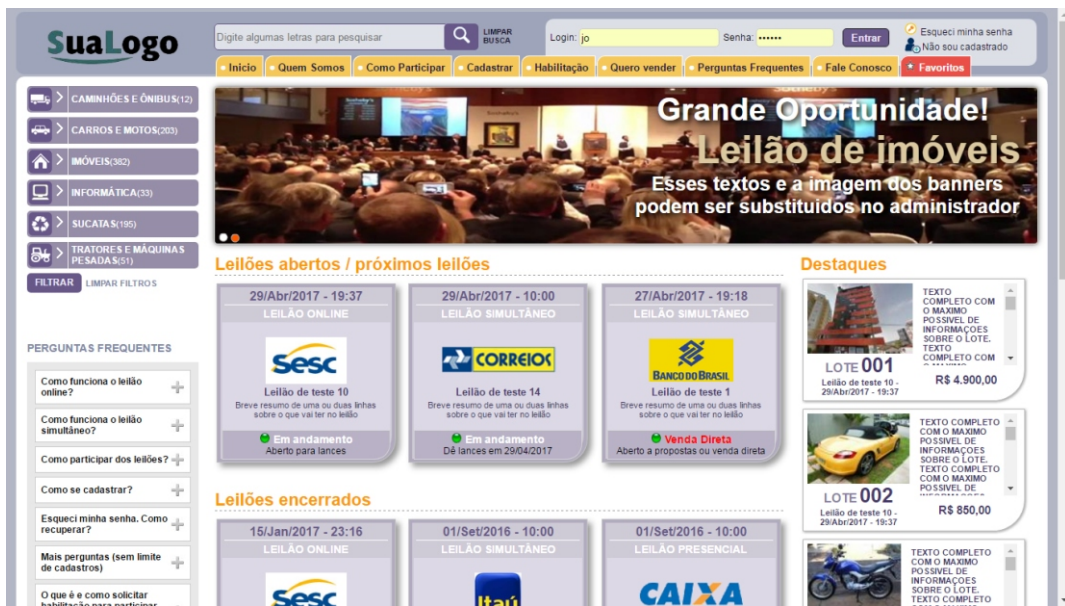 SuaLogo
Digite algumas letras para pesquisar
LIMPAR
BUSCA
Login: jo
Senha: ••••••
Entrar
Esqueci minha senha
Não sou cadastrado
Inicio
Quem Somos
Como Participar
Cadastrar
Habilitação
Quero vender
Perguntas Frequentes
Fale Conosco
Favoritos
CAMINHÕES E ÔNIBUS(12)
CARROS E MOTOS(203)
IMÓVEIS(382)
INFORMÁTICA(33)
SUCATAS(195)
TRATORES E MÁQUINAS
PESADAS(51)
FILTRAR
LIMPAR FILTROS
PERGUNTAS FREQUENTES
Como funciona o leilão
online?
Como funciona o leilão
simultâneo?
Como participar dos leilões?
Como se cadastrar?
Esqueci minha senha. Como
recuperar?
Mais perguntas (sem limite
de cadastros)
O que é e como solicitar
habilitação para participar
Grande Oportunidade!
Leilão de imóveis
Esses textos e a imagem dos banners
podem ser substituidos no administrador
Leilões abertos / próximos leilões
29/Abr/2017 - 19:37
LEILÃO ONLINE
Sesc
Leilão de teste 10
Breve resumo de uma ou duas linhas
sobre o que vai ter no leilão
Em andamento
Aberto para lances
29/Abr/2017 - 10:00
LEILÃO SIMULTÂNEO
CORREIOS
Leilão de teste 14
Breve resumo de uma ou duas linhas
sobre o que vai ter no leilão
Em andamento
Dê lances em 29/04/2017
27/Abr/2017 - 19:18
LEILÃO SIMULTÂNEO
BANCO DO BRASIL
Leilão de teste 1
Breve resumo de uma ou duas linhas
sobre o que vai ter no leilão
Venda Direta
Aberto a propostas ou venda direta
Leilões encerrados
15/Jan/2017 - 23:16
LEILÃO ONLINE
Sesc
01/Set/2016 - 10:00
LEILÃO SIMULTÂNEO
Itaú
01/Set/2016 - 10:00
LEILÃO PRESENCIAL
CAIXA
Destaques
TEXTO
COMPLETO COM
O MAXIMO
POSSIVEL DE
INFORMAÇOES
SOBRE O LOTE.
TEXTO
COMPLETO COM
LOTE 001
Leilão de teste 10 -
29/Abr/2017 - 19:37
R$ 4.900,00
TEXTO COMPLETO
COM O MAXIMO
POSSIVEL DE
INFORMAÇOES
SOBRE O LOTE.
TEXTO COMPLETO
COM O MAXIMO
POSSIVEL DE
LOTE 002
Leilão de teste 10 -
29/Abr/2017 - 19:37
R$ 850,00
TEXTO COMPLETO
COM O MAXIMO
POSSIVEL DE
INFORMAÇOES
SOBRE O LOTE.
TEXTO COMPLETO